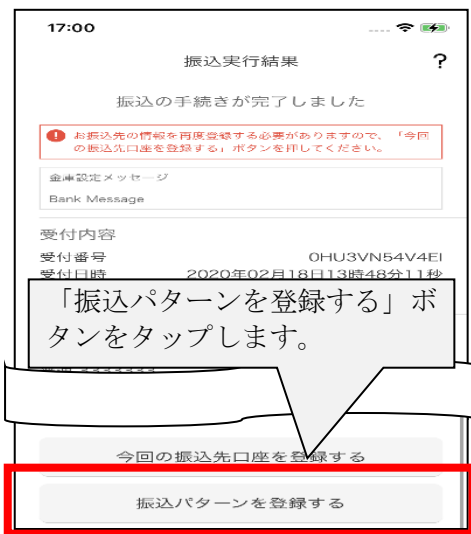 17:00
振込実行結果
?
振込の手続きが完了しました
お振込先の情報を再度登録する必要がありますので、「今回
の振込先口座を登録する」ボタンを押してください。
金庫設定メッセージ
Bank Message
受付内容
受付番号 0HU3VN54V4EI
受付日時 2020年02月18日13時48分11秒
「振込パターンを登録する」ボ
タンをタップします。
今回の振込先口座を登録する
振込パターンを登録する